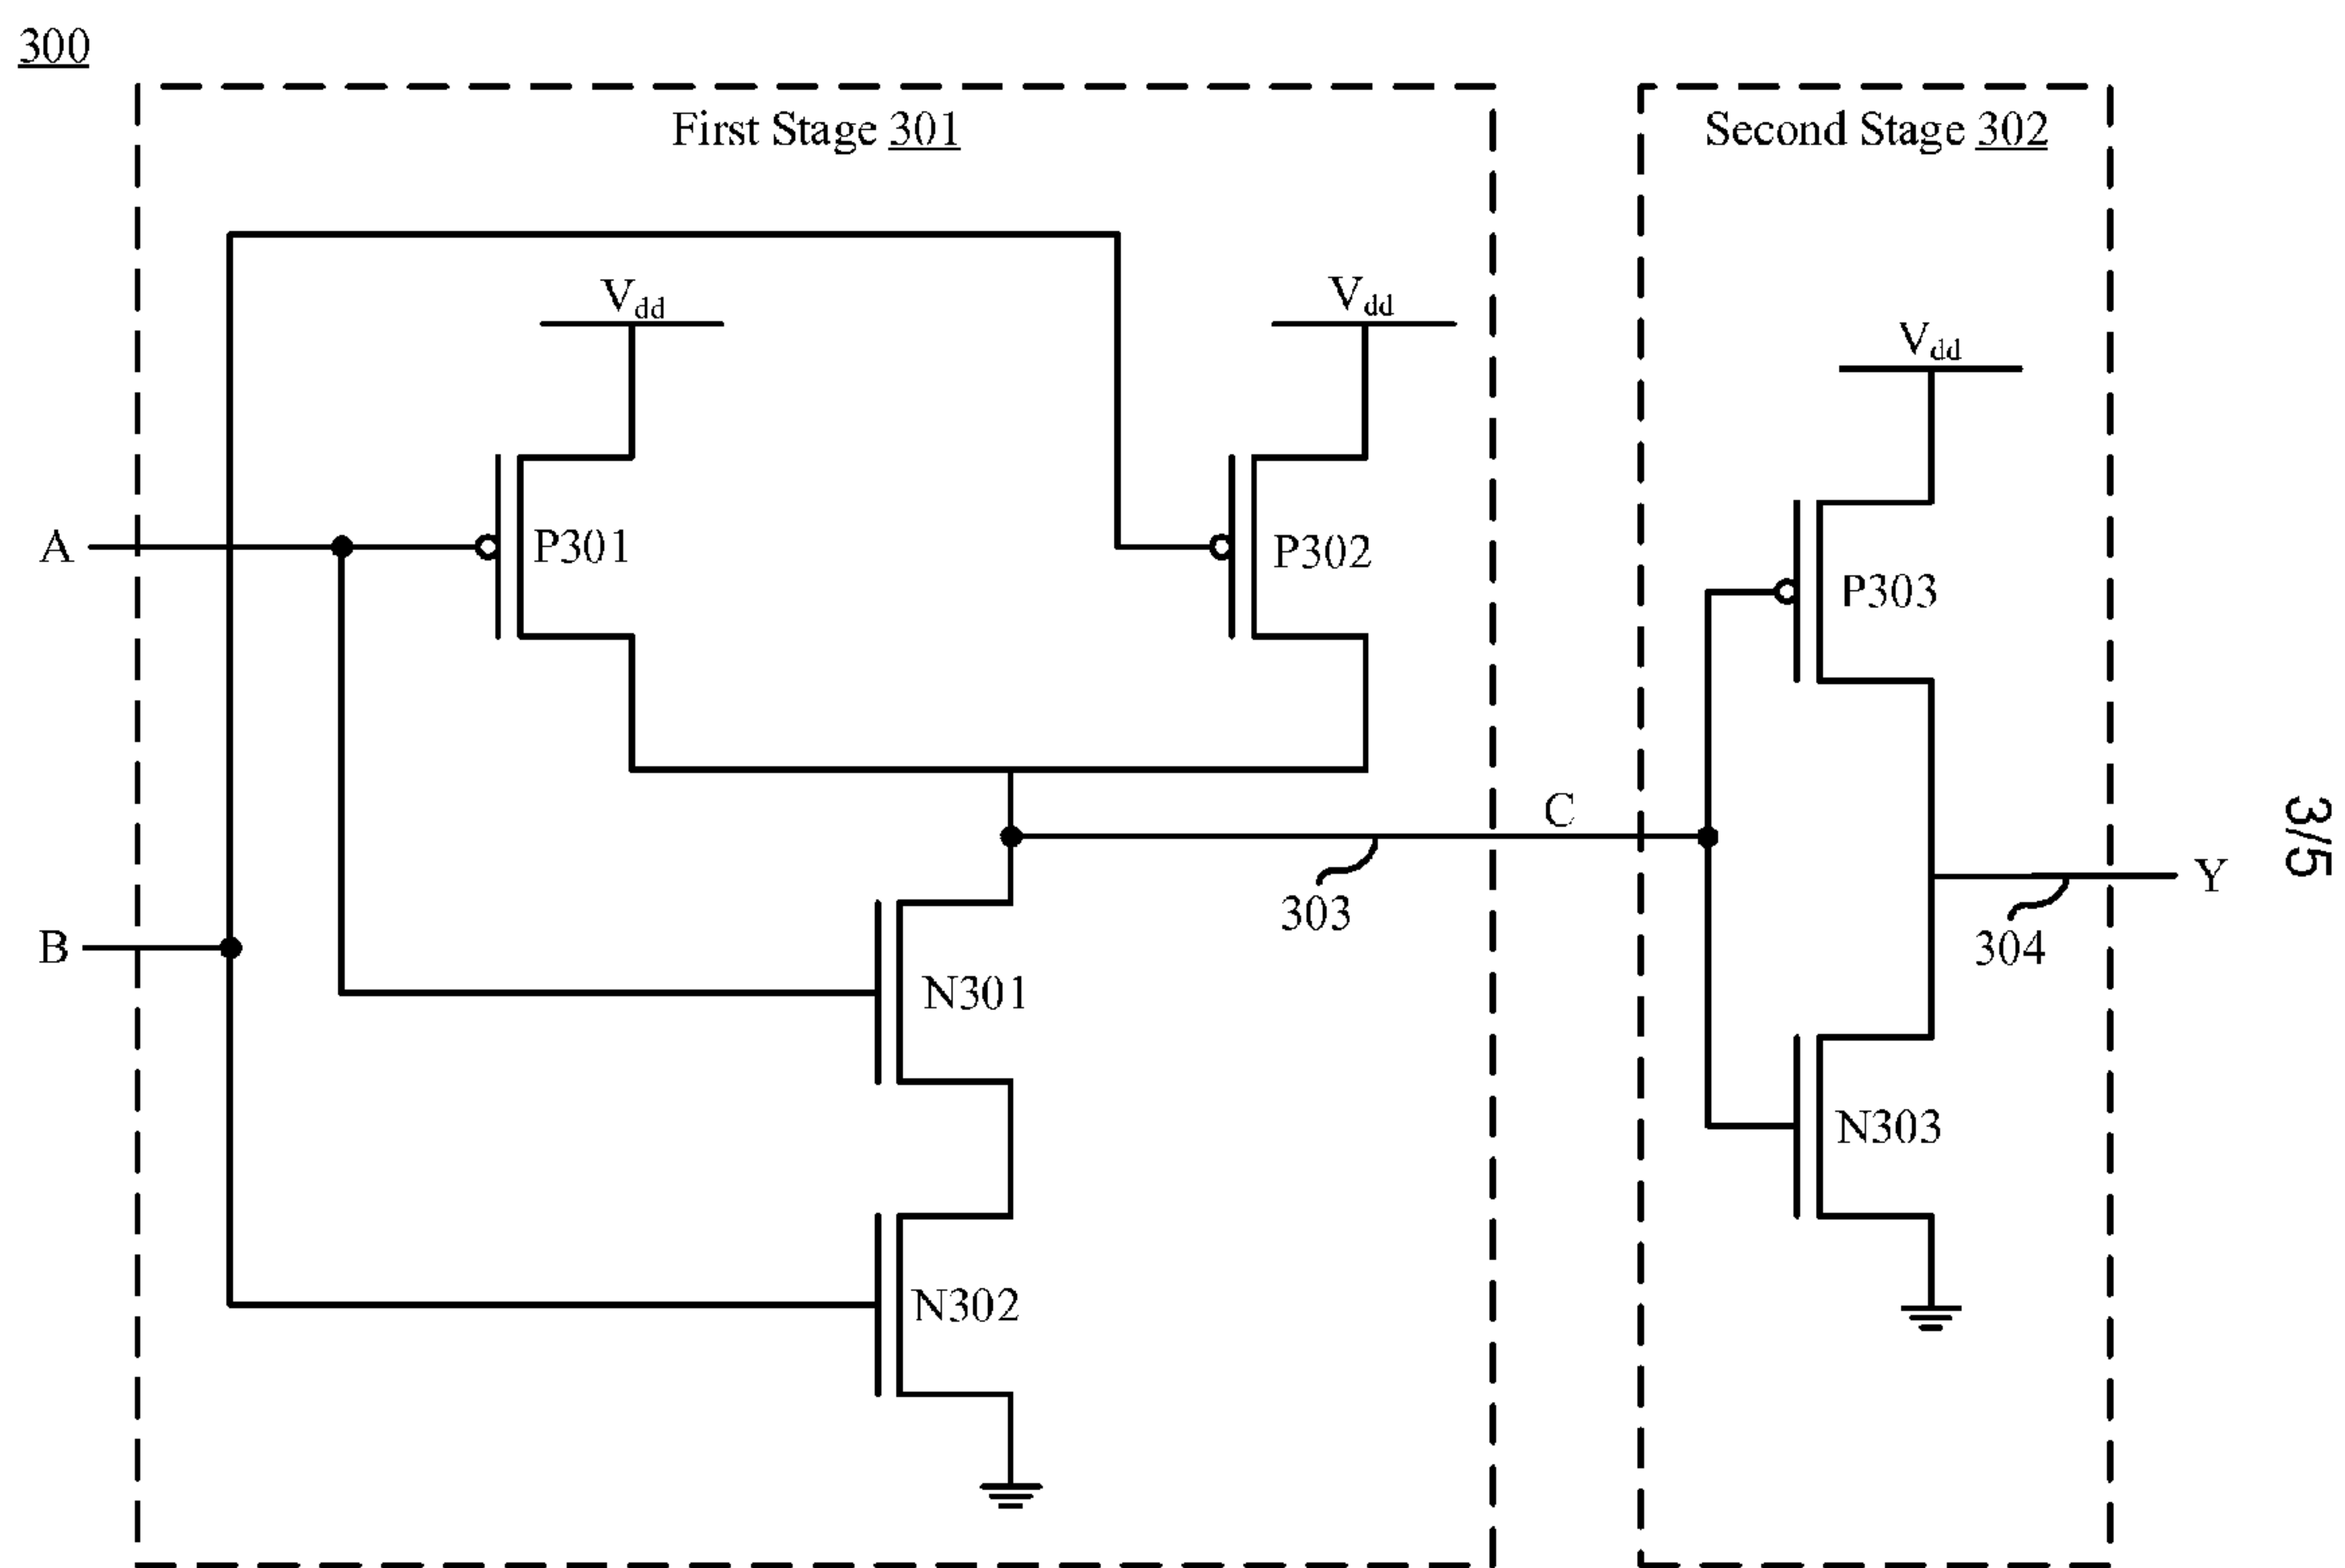 300
First Stage 301
Second Stage 302
Vdd
Vdd
Vdd
A
P301
P302
P303
C
303
Y
304
3/5
B
N301
N303
N302